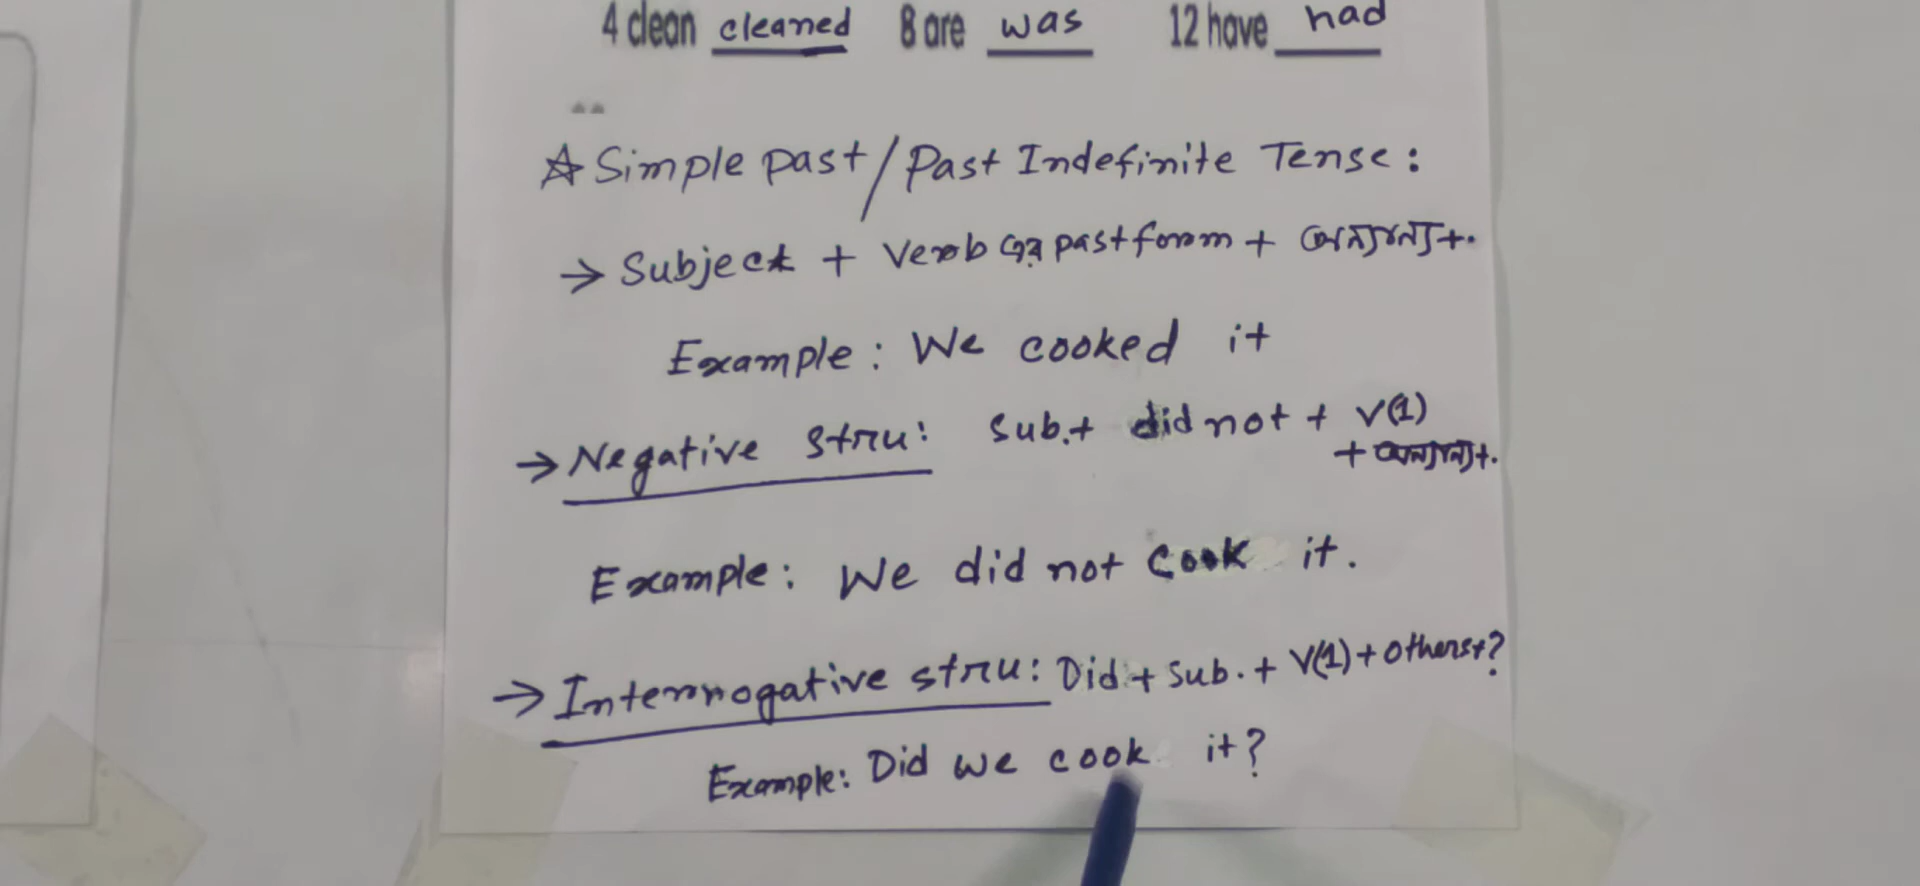 4 clean cleaned 8 are was 12 have had
☆ Simple past/Past Indefinite Tense:
→ Subject + Verb এর past form + অন্যান্য+.
Example: We cooked it
→ Negative stru: Sub.+ did not + V(1)
+ অন্যান্য+.
Example: We did not cook it.
→ Interrogative stru: Did + Sub. + V(1) + others+?
Example: Did we cook it?